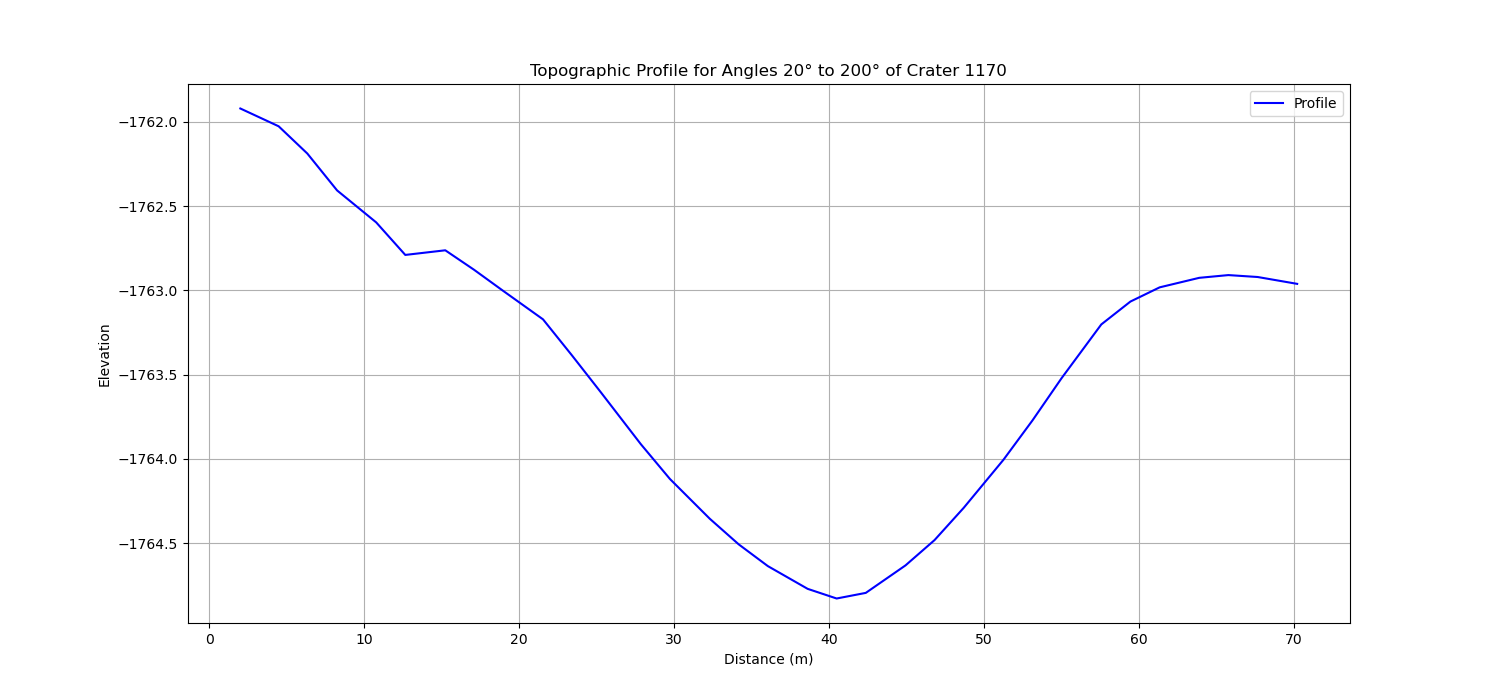 Topographic Profile for Angles 20° to 200° of Crater 1170
Profile
−1762.0
−1762.5
−1763.0
−1763.5
−1764.0
−1764.5
Elevation
0 10 20 30 40 50 60 70
Distance (m)